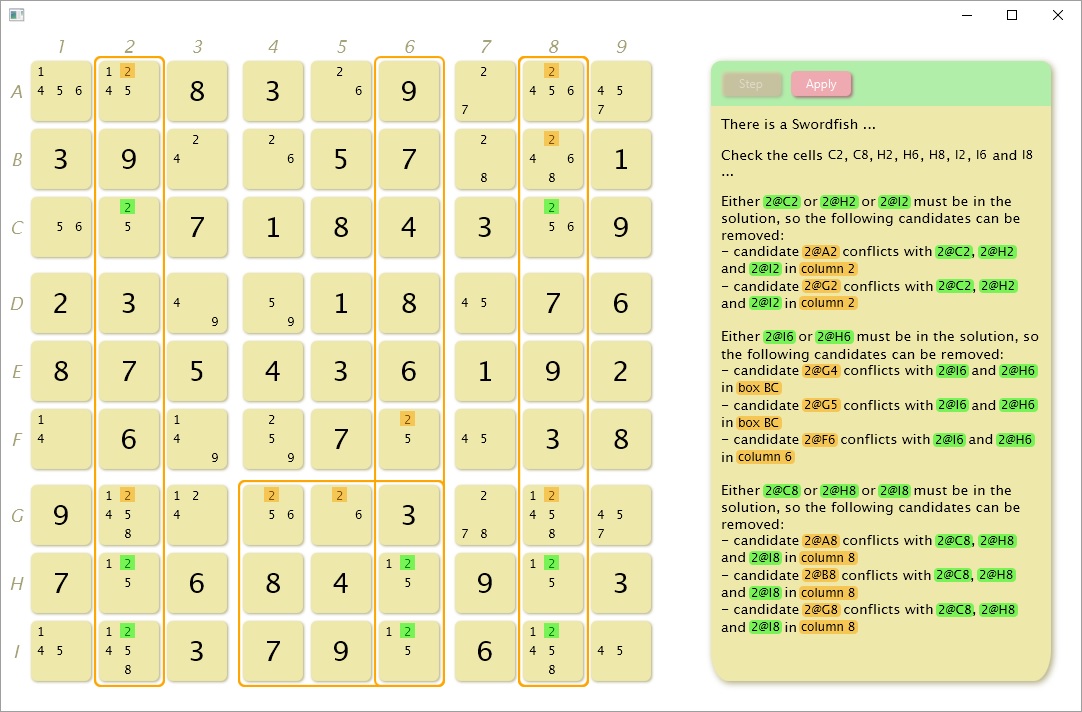 1 2 3 4 5 6 7 8 9
1 1 2 2 2 2
A 4 5 6 4 5 8 3 6 9 4 5 6 4 5
7 7
2 2 2 2
B 3 9 4 6 5 7 4 6 1
8 8
2 2
C 5 6 5 7 1 8 4 3 5 6 9
D 2 3 4 5 1 8 4 5 7 6
9 9
E 8 7 5 4 3 6 1 9 2
1 1 2 2
F 4 6 4 5 7 5 4 5 3 8
9 9
1 2 1 2 2 2 2 1 2
G 9 4 5 4 5 6 6 3 4 5 4 5
8 7 8 8 7
1 2 1 2 1 2
H 7 5 6 8 4 5 9 5 3
1 1 2 1 2 1 2
I 4 5 4 5 3 7 9 5 6 4 5 4 5
8 8
Step Apply
There is a Swordfish ...
Check the cells C2, C8, H2, H6, H8, I2, I6 and I8
...
Either 2@C2 or 2@H2 or 2@I2 must be in the
solution, so the following candidates can be
removed:
- candidate 2@A2 conflicts with 2@C2, 2@H2
and 2@I2 in column 2
- candidate 2@G2 conflicts with 2@C2, 2@H2
and 2@I2 in column 2
Either 2@I6 or 2@H6 must be in the solution, so
the following candidates can be removed:
- candidate 2@G4 conflicts with 2@I6 and 2@H6
in box BC
- candidate 2@G5 conflicts with 2@I6 and 2@H6
in box BC
- candidate 2@F6 conflicts with 2@I6 and 2@H6
in column 6
Either 2@C8 or 2@H8 or 2@I8 must be in the
solution, so the following candidates can be
removed:
- candidate 2@A8 conflicts with 2@C8, 2@H8
and 2@I8 in column 8
- candidate 2@B8 conflicts with 2@C8, 2@H8
and 2@I8 in column 8
- candidate 2@G8 conflicts with 2@C8, 2@H8
and 2@I8 in column 8